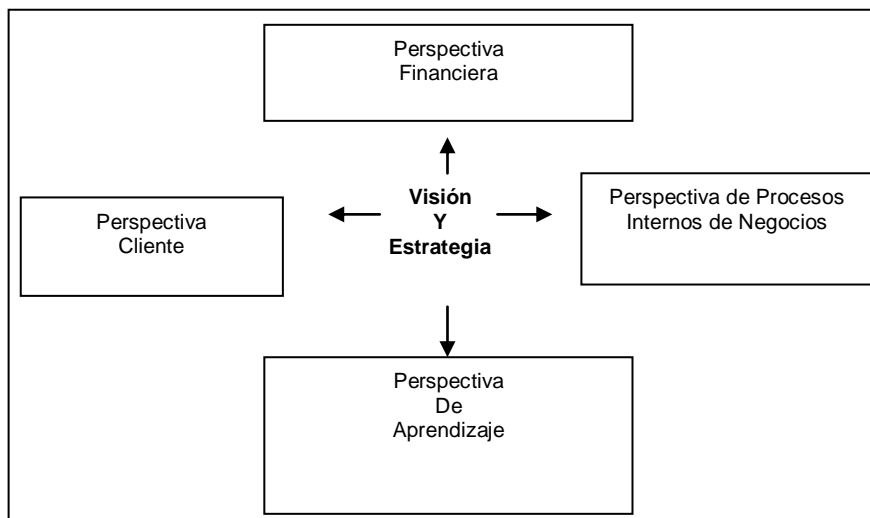 Perspectiva
Financiera
Perspectiva
Cliente
Visión
Y
Estrategia
Perspectiva de Procesos
Internos de Negocios
Perspectiva
De
Aprendizaje